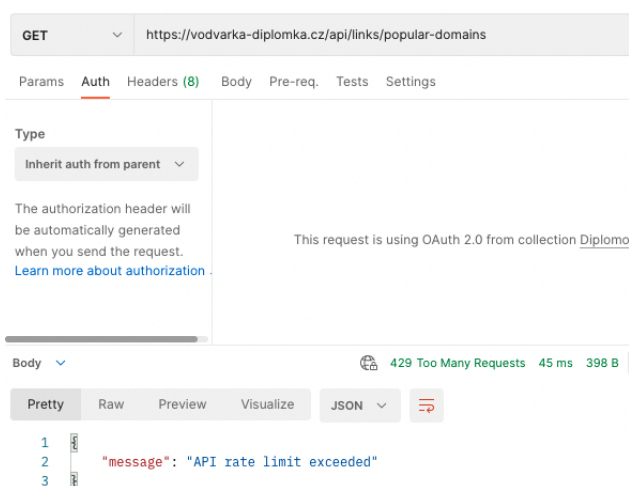 GET https://vodvarka-diplomka.cz/api/links/popular-domains
Params Auth Headers (8) Body Pre-req. Tests Settings
Type
Inherit auth from parent
The authorization header will
be automatically generated
when you send the request.
Learn more about authorization
This request is using OAuth 2.0 from collection Diplomo
Body 429 Too Many Requests 45 ms 398 B
Pretty Raw Preview Visualize JSON
1 {
2 "message": "API rate limit exceeded"
3 }